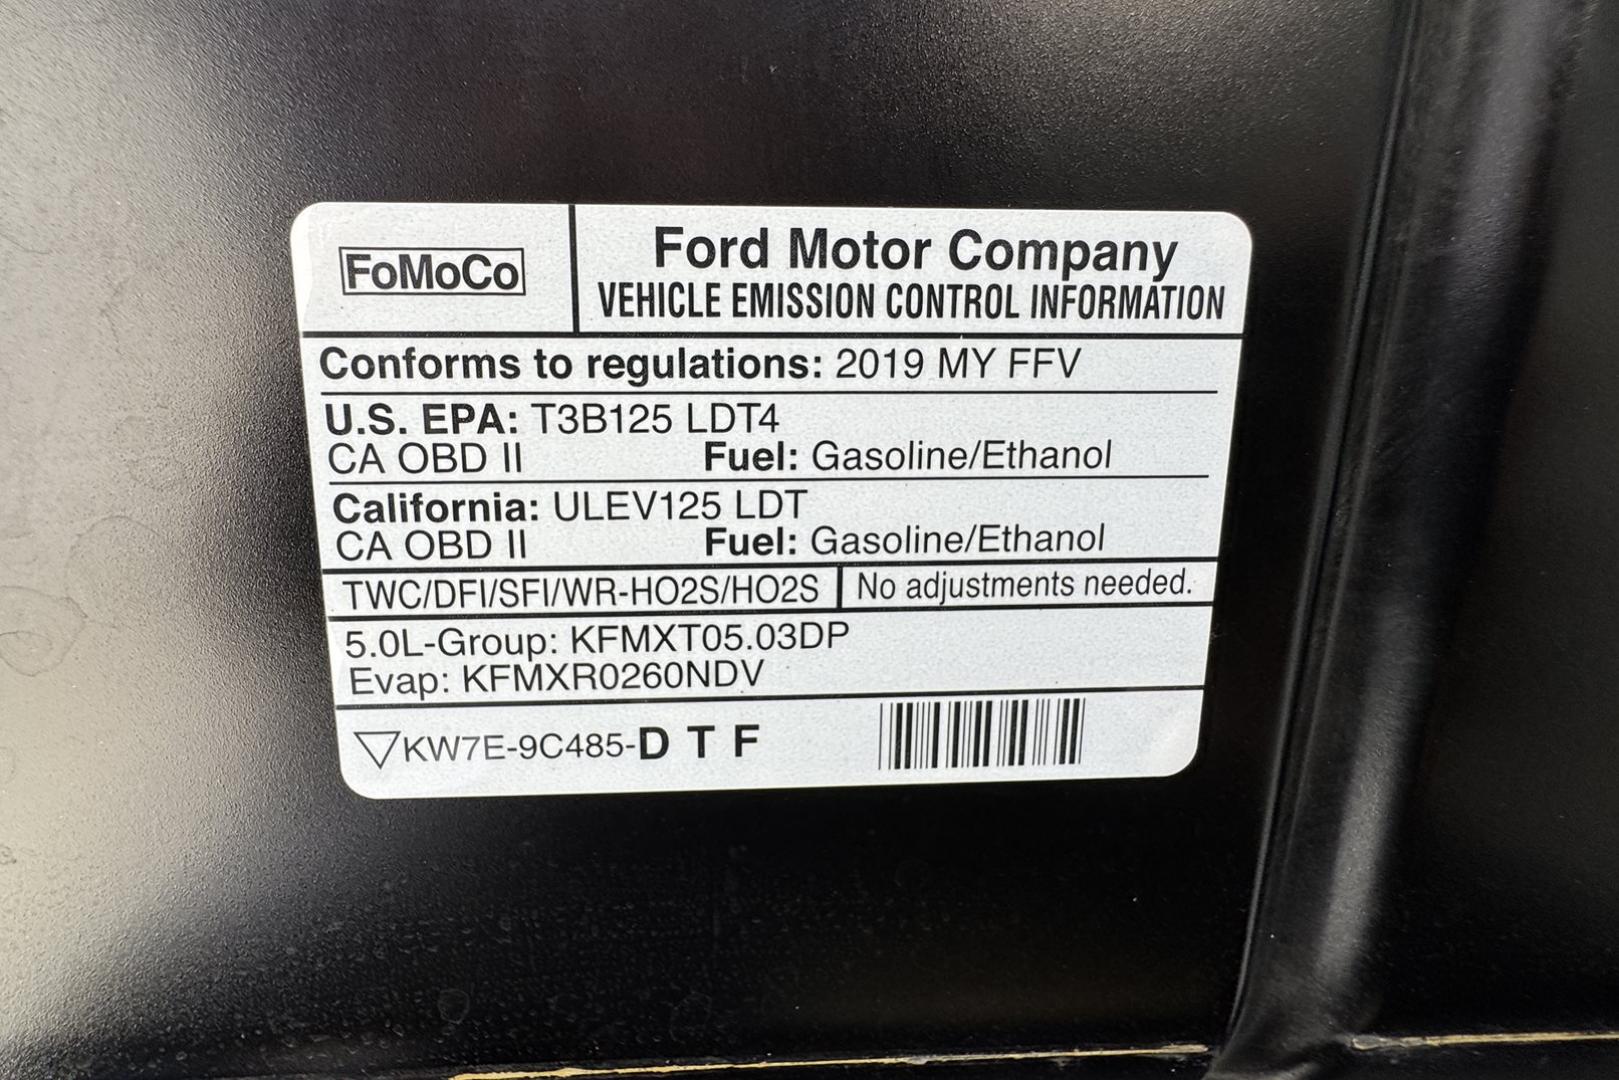 FoMoCo
Ford Motor Company
VEHICLE EMISSION CONTROL INFORMATION
Conforms to regulations: 2019 MY FFV
U.S. EPA: T3B125 LDT4
CA OBD II Fuel: Gasoline/Ethanol
California: ULEV125 LDT
CA OBD II Fuel: Gasoline/Ethanol
TWC/DFI/SFI/WR-HO2S/HO2S No adjustments needed.
5.0L-Group: KFMXT05.03DP
Evap: KFMXR0260NDV
KW7E-9C485-D T F